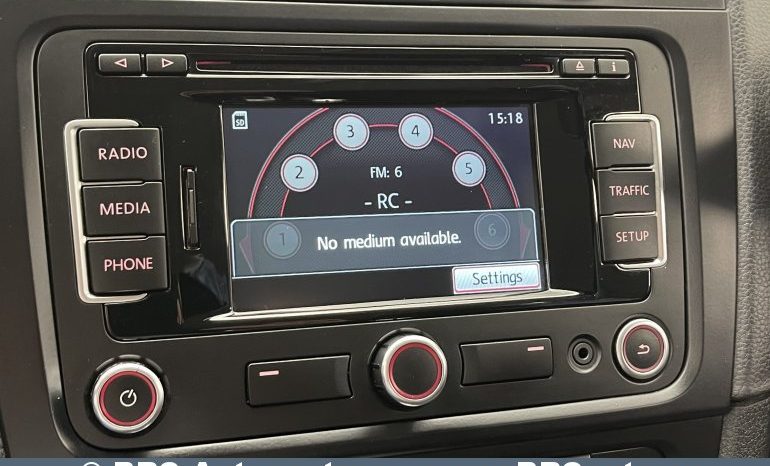 i
SD
15:18
RADIO
MEDIA
PHONE
NAV
TRAFFIC
SETUP
3 4
2 5
1 6
FM: 6
- RC -
No medium available.
Settings